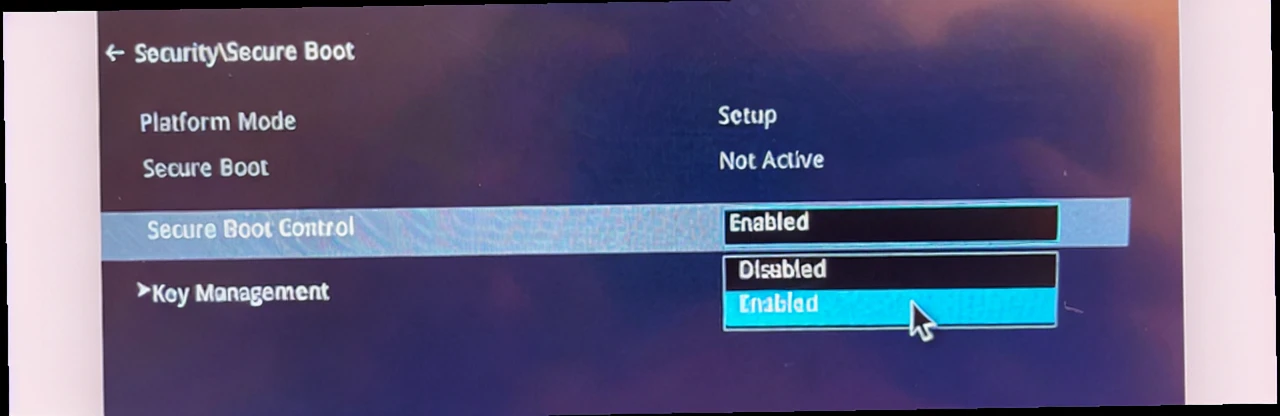 ← Security\Secure Boot
Platform Mode Setup
Secure Boot Not Active
Secure Boot Control Enabled
Disabled
Enabled
➤Key Management